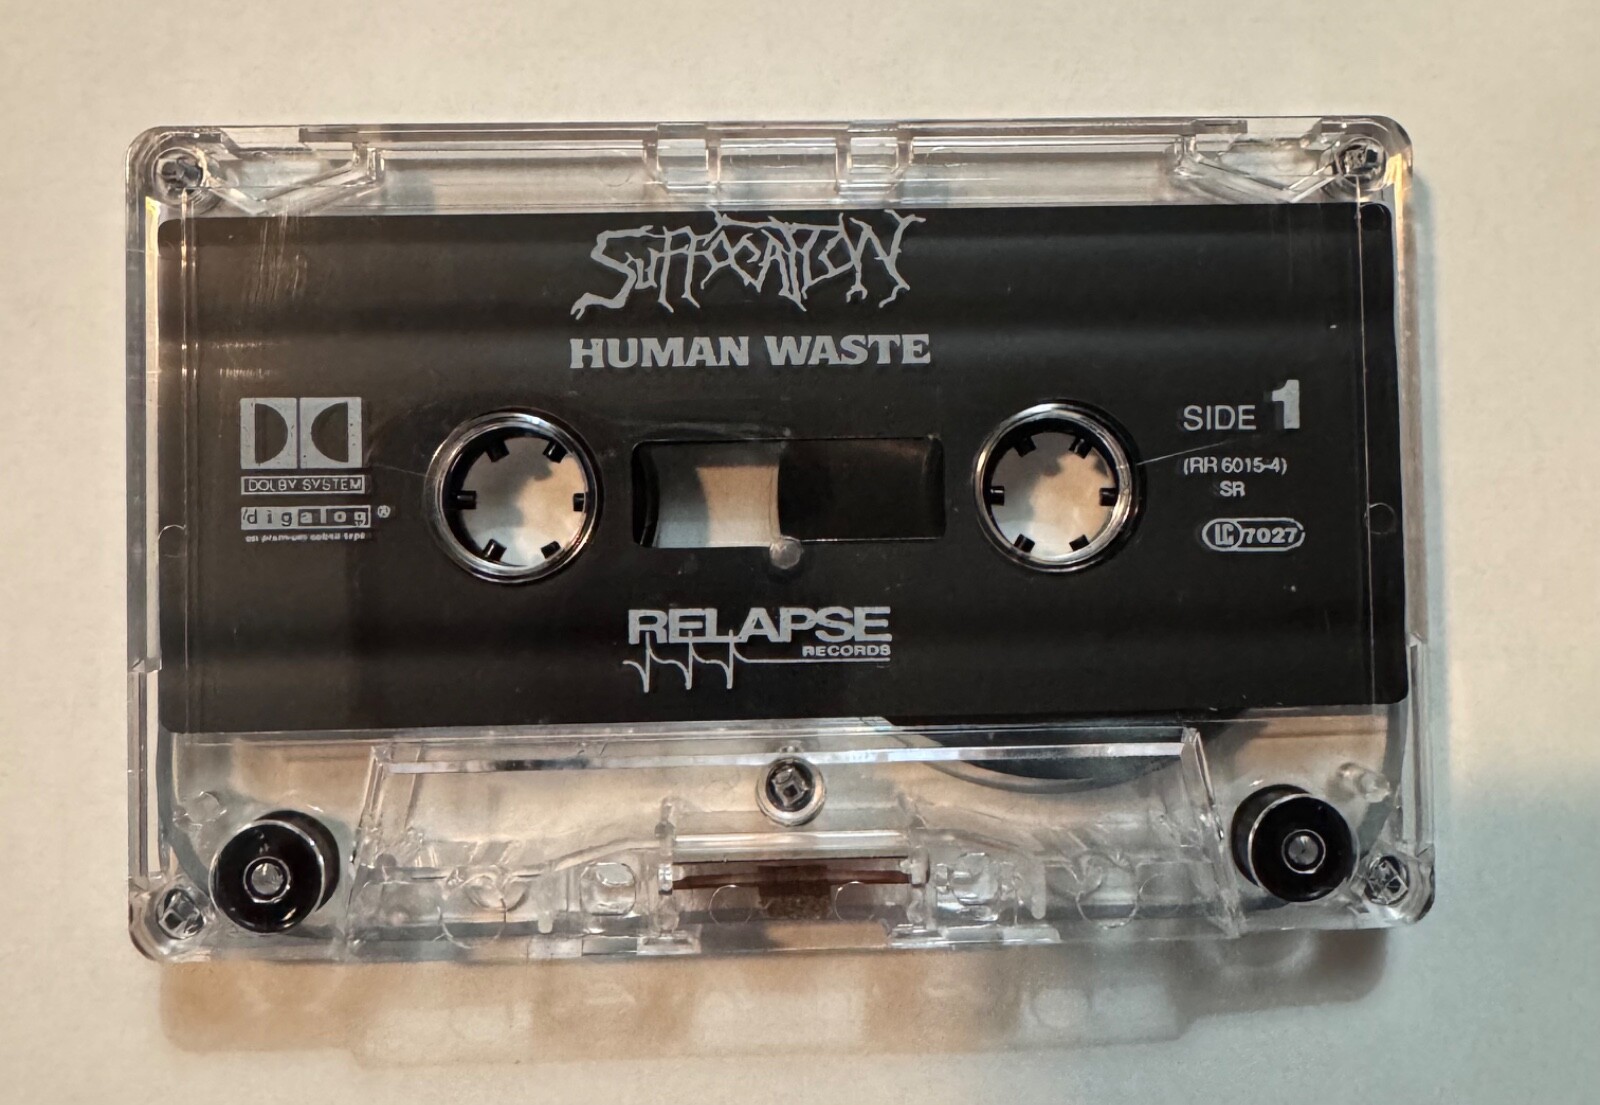 SUFFOCATION
HUMAN WASTE
DOLBY SYSTEM
digalog®
SIDE 1
(RR 6015-4)
SR
LC 7027
RELAPSE
RECORDS